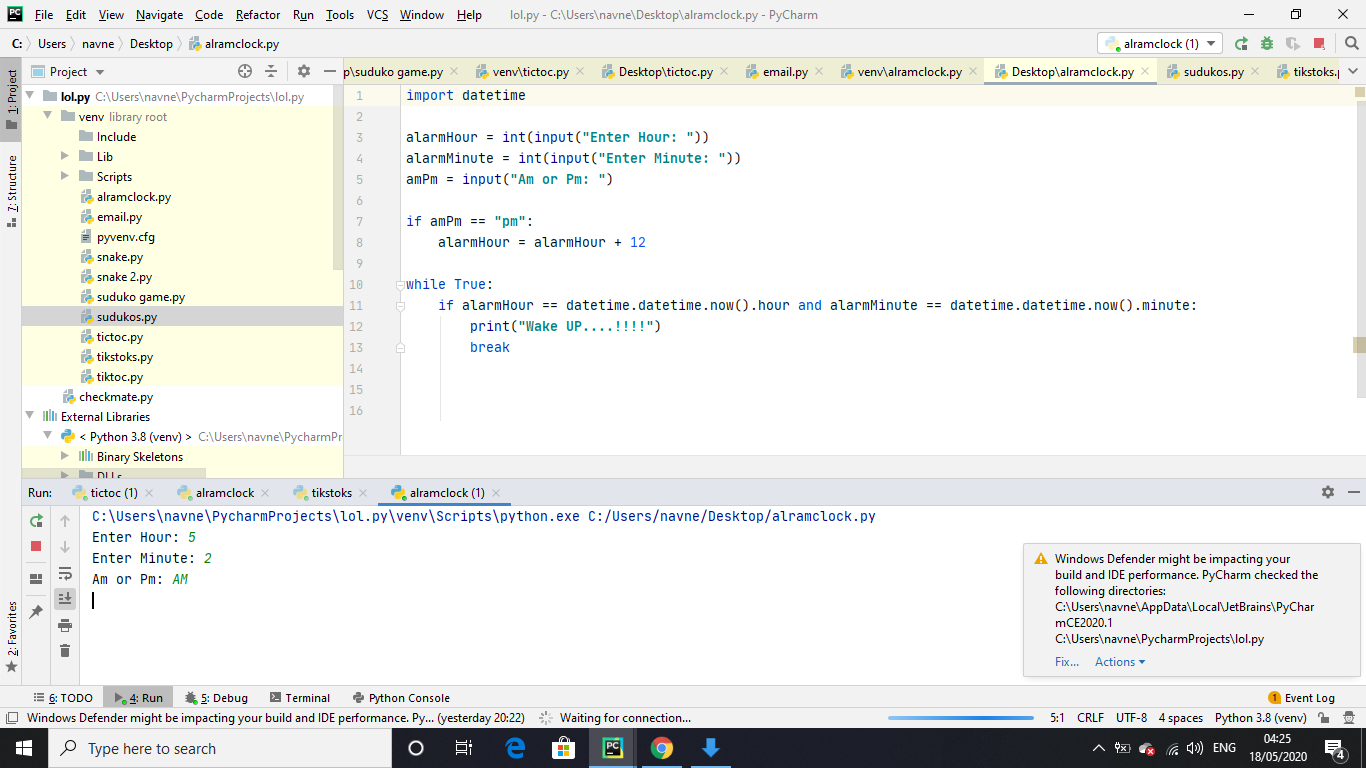 File Edit View Navigate Code Refactor Run Tools VCS Window Help lol.py - C:\Users\navne\Desktop\alramclock.py - PyCharm
C: Users navne Desktop alramclock.py alramclock (1)
Project p\suduko game.py venv\tictoc.py Desktop\tictoc.py email.py venv\alramclock.py Desktop\alramclock.py sudukos.py tikstoks.p
1: Project
7: Structure
2: Favorites
lol.py C:\Users\navne\PycharmProjects\lol.py
venv library root
Include
Lib
Scripts
alramclock.py
email.py
pyvenv.cfg
snake.py
snake 2.py
suduko game.py
sudukos.py
tictoc.py
tikstoks.py
tiktoc.py
checkmate.py
External Libraries
< Python 3.8 (venv) > C:\Users\navne\PycharmPr
Binary Skeletons
DLLs
1 import datetime
2
3 alarmHour = int(input("Enter Hour: "))
4 alarmMinute = int(input("Enter Minute: "))
5 amPm = input("Am or Pm: ")
6
7 if amPm == "pm":
8 alarmHour = alarmHour + 12
9
10 while True:
11 if alarmHour == datetime.datetime.now().hour and alarmMinute == datetime.datetime.now().minute:
12 print("Wake UP....!!!!")
13 break
14
15
16
Run: tictoc (1) alramclock tikstoks alramclock (1)
C:\Users\navne\PycharmProjects\lol.py\venv\Scripts\python.exe C:/Users/navne/Desktop/alramclock.py
Enter Hour: 5
Enter Minute: 2
Am or Pm: AM
Windows Defender might be impacting your
build and IDE performance. PyCharm checked the
following directories:
C:\Users\navne\AppData\Local\JetBrains\PyChar
mCE2020.1
C:\Users\navne\PycharmProjects\lol.py
Fix... Actions
6: TODO 4: Run 5: Debug Terminal Python Console 1 Event Log
Windows Defender might be impacting your build and IDE performance. Py... (yesterday 20:22) Waiting for connection... 5:1 CRLF UTF-8 4 spaces Python 3.8 (venv)
Type here to search PC ENG 04:25
18/05/2020 4